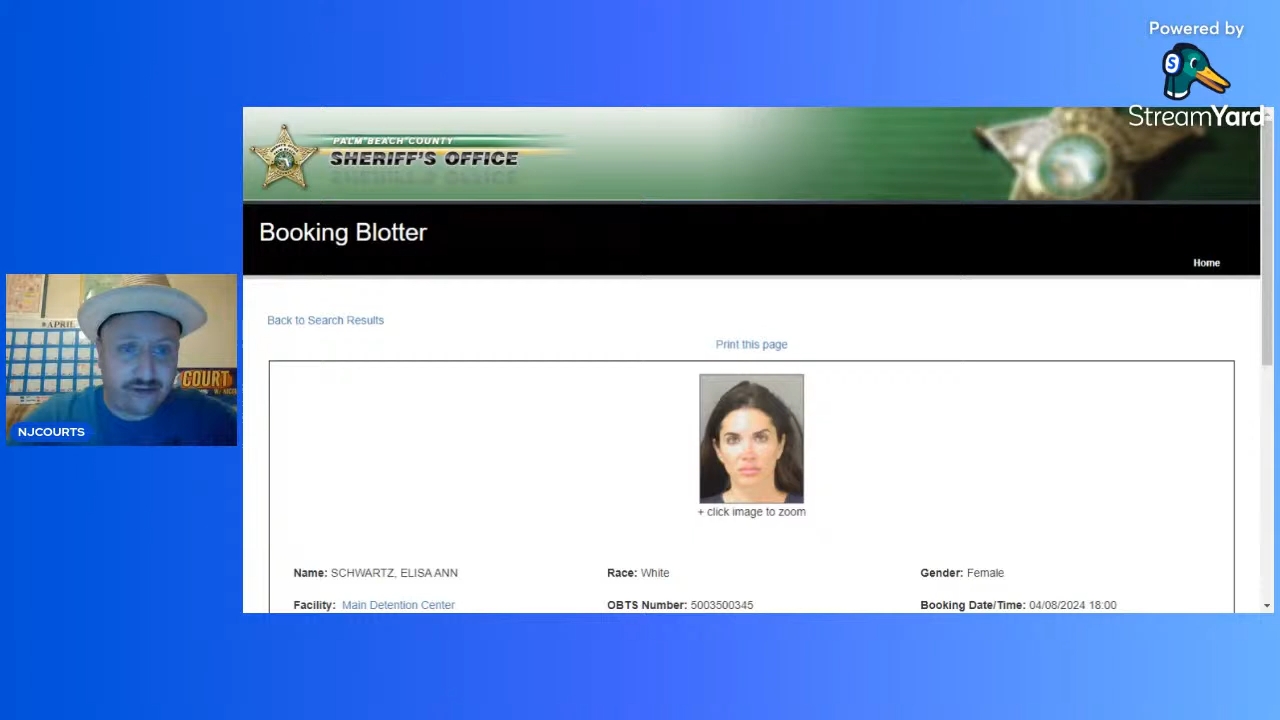 Powered by
StreamYard
PALM BEACH COUNTY
SHERIFF'S OFFICE
Booking Blotter
Home
Back to Search Results
Print this page
+ click image to zoom
APRIL
COURT
NJCOURTS
Name: SCHWARTZ, ELISA ANN
Race: White
Gender: Female
Facility: Main Detention Center
OBTS Number: 5003500345
Booking Date/Time: 04/08/2024 18:00